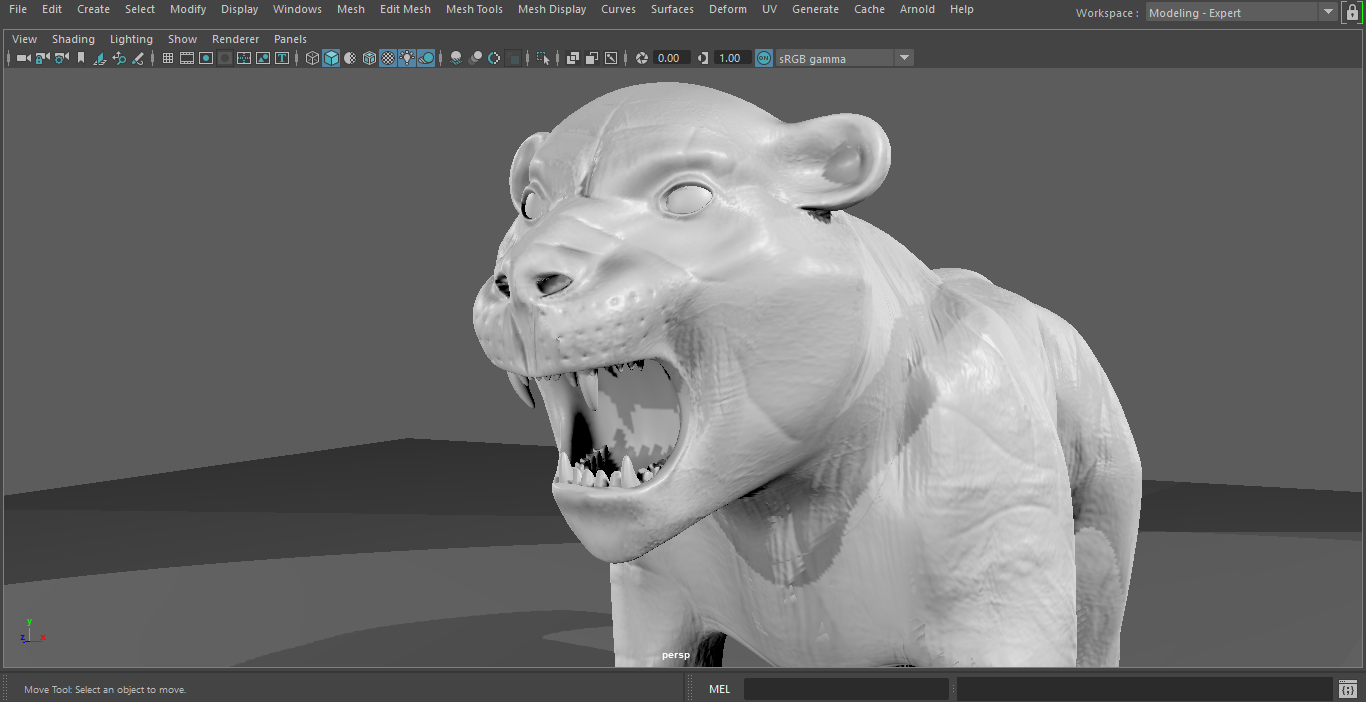 File Edit Create Select Modify Display Windows Mesh Edit Mesh Mesh Tools Mesh Display Curves Surfaces Deform UV Generate Cache Arnold Help Workspace : Modeling - Expert
View Shading Lighting Show Renderer Panels
0.00 1.00 ON sRGB gamma
y
z x
persp
Move Tool: Select an object to move. MEL